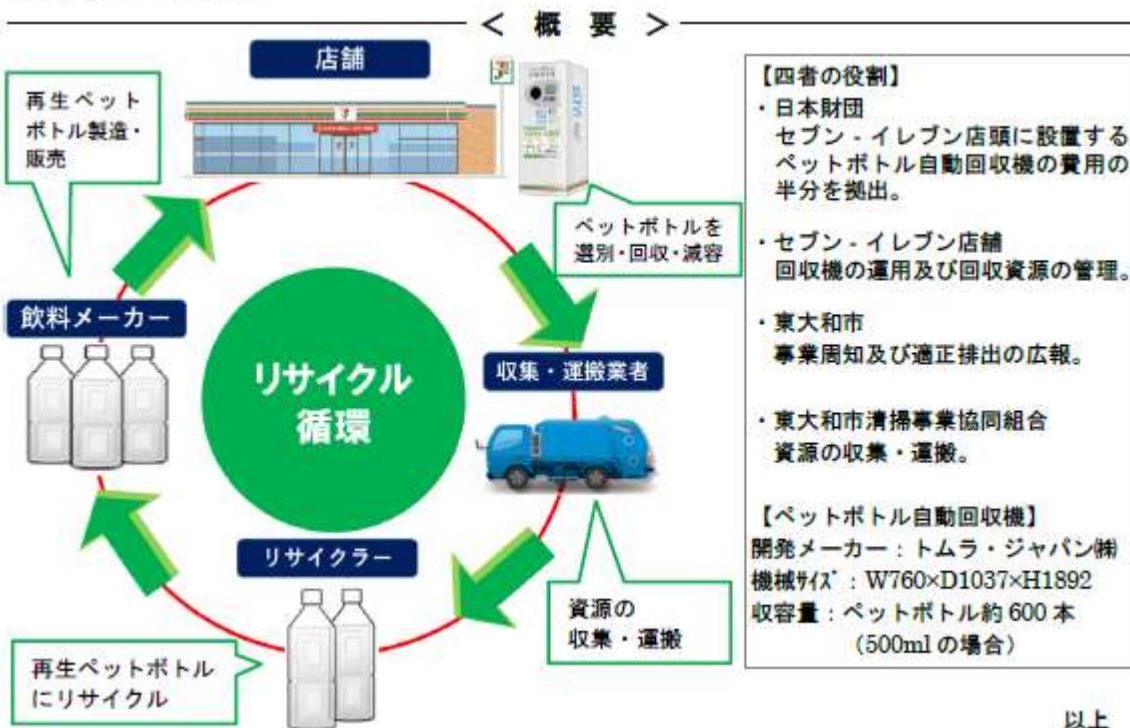 < 概 要 >
店舗
再生ペット
ボトル製造・
販売
ペットボトルを
選別・回収・減容
飲料メーカー
リサイクル
循環
収集・運搬業者
リサイクラー
資源の
収集・運搬
再生ペットボトル
にリサイクル
【四者の役割】
・日本財団
セブン‐イレブン店頭に設置する
ペットボトル自動回収機の費用の
半分を拠出。
・セブン‐イレブン店舗
回収機の運用及び回収資源の管理。
・東大和市
事業周知及び適正排出の広報。
・東大和市清掃事業協同組合
資源の収集・運搬。
【ペットボトル自動回収機】
開発メーカー：トムラ・ジャパン㈱
機械ｻｲｽﾞ：W760×D1037×H1892
収容量：ペットボトル約 600 本
（500ml の場合）
以上